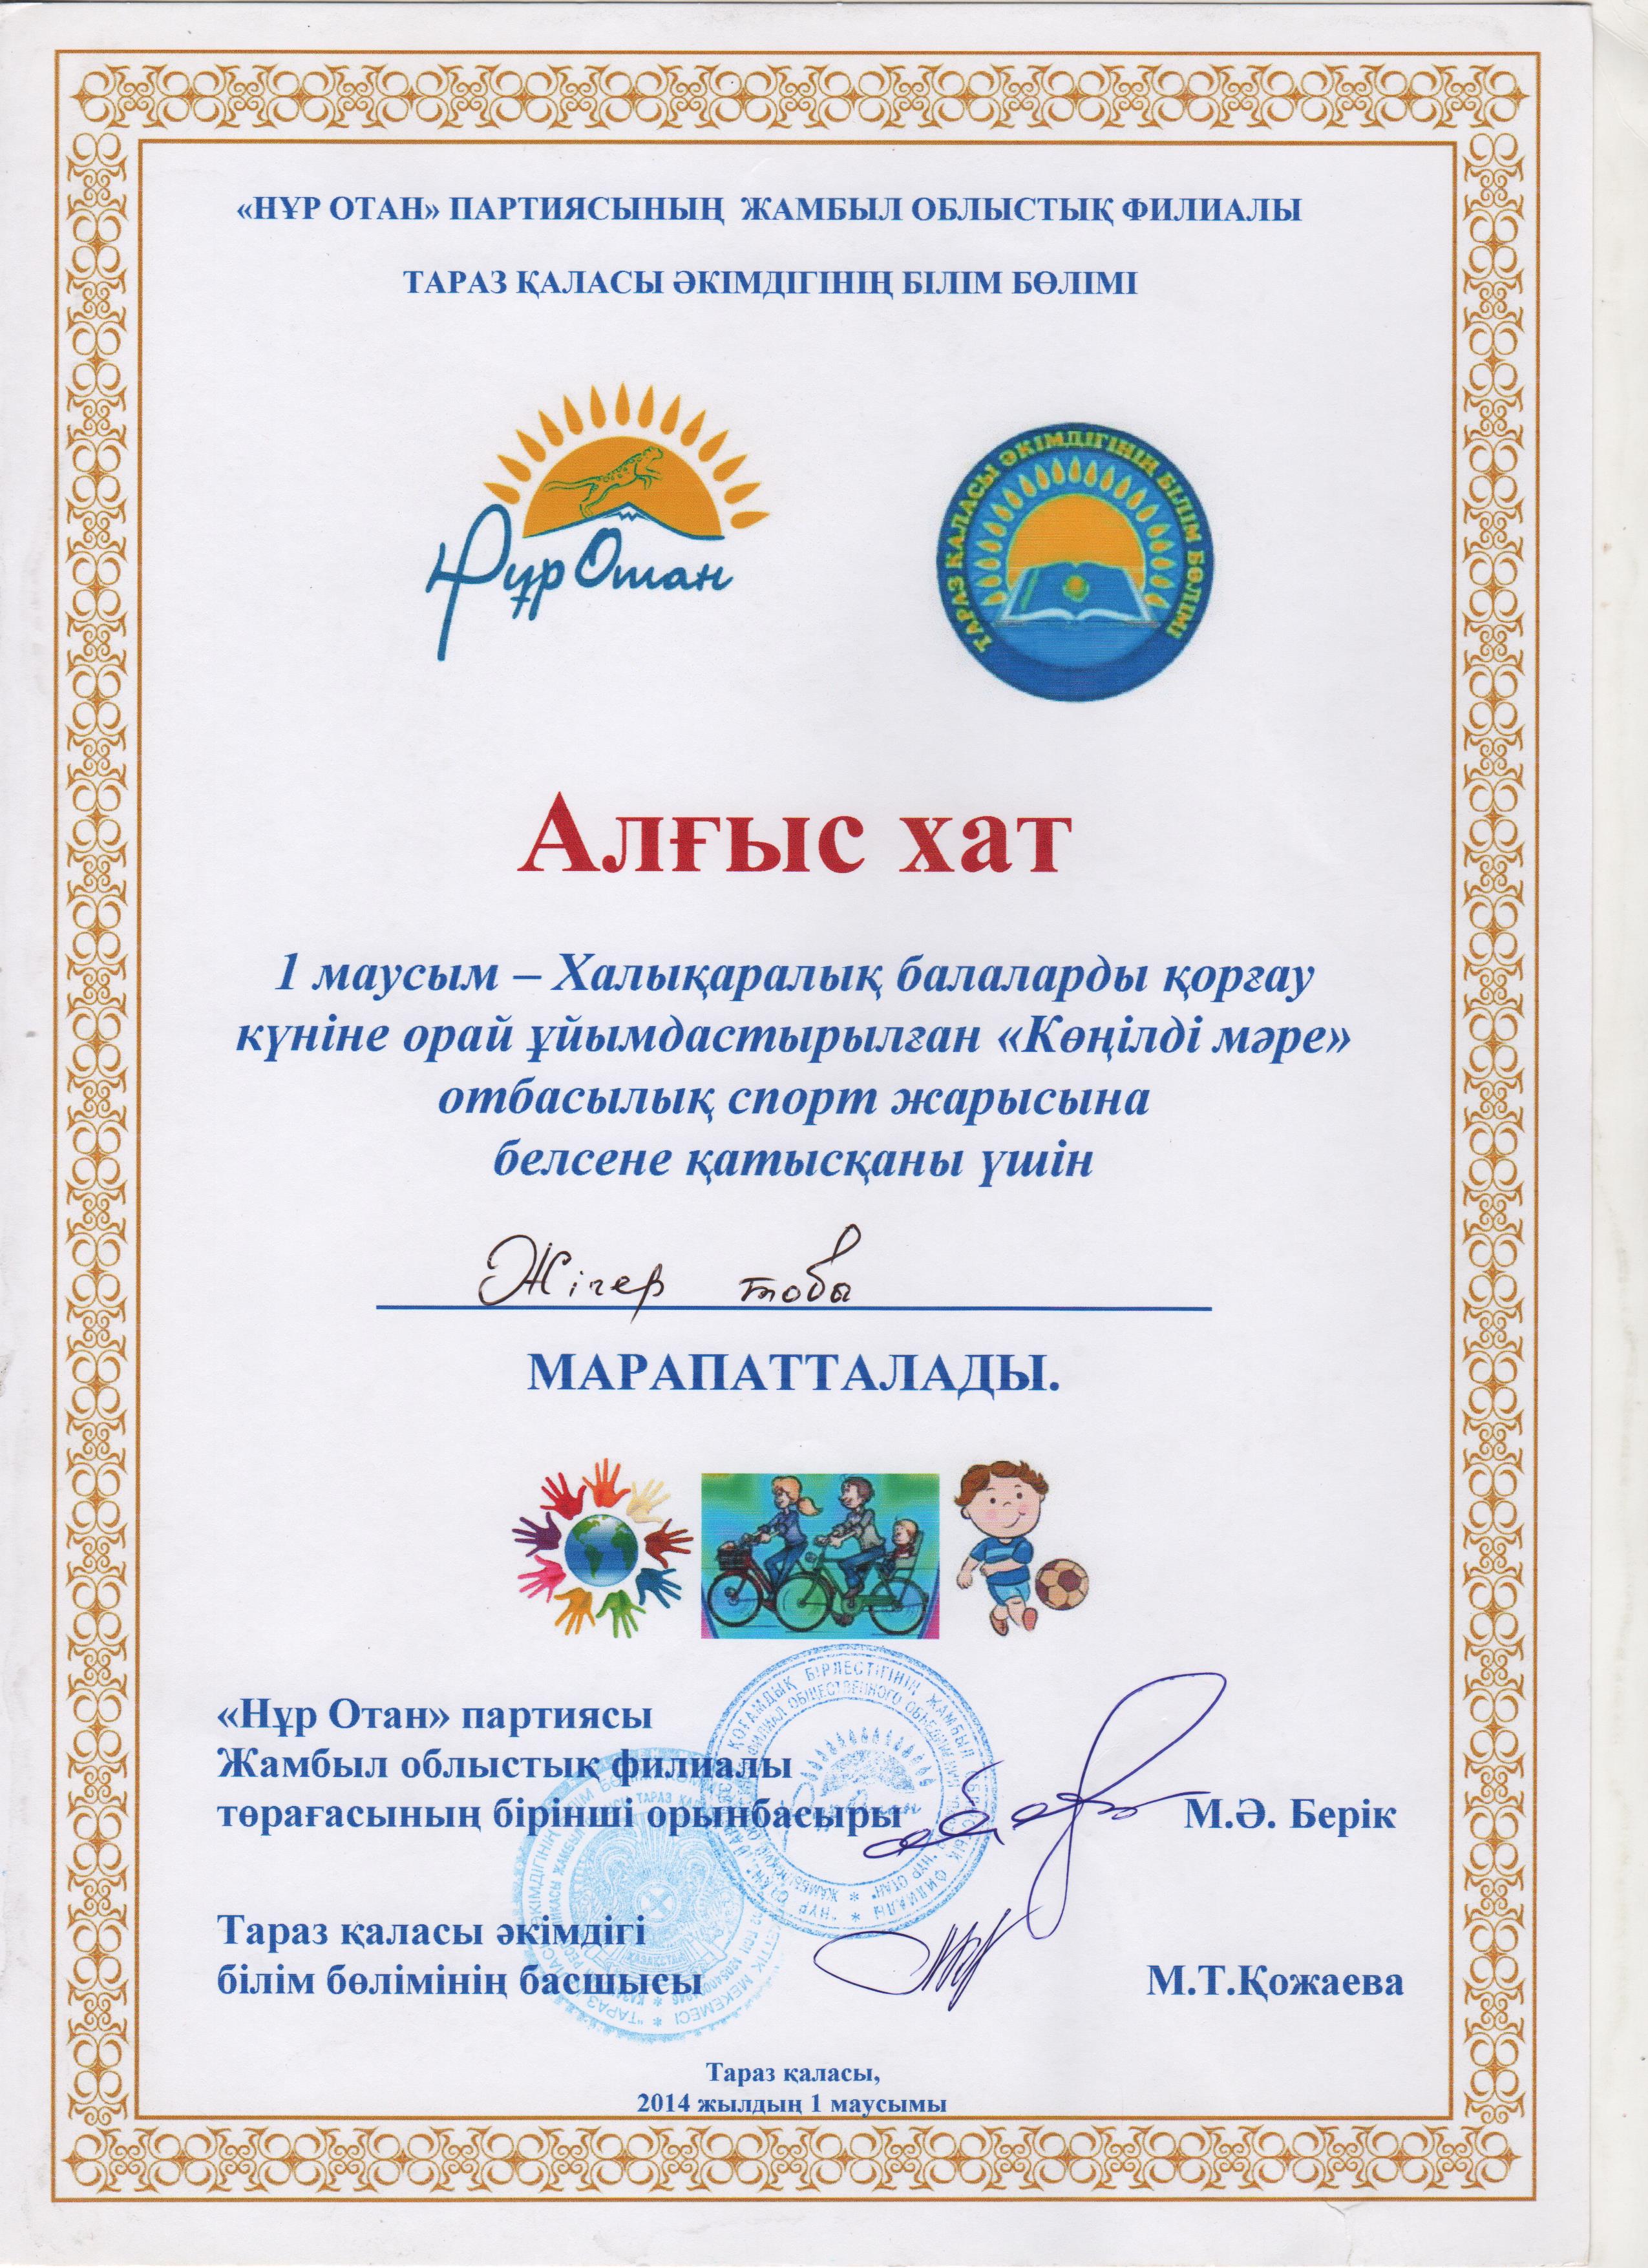 «НҰР ОТАН» ПАРТИЯСЫНЫҢ ЖАМБЫЛ ОБЛЫСТЫҚ ФИЛИАЛЫ
ТАРАЗ ҚАЛАСЫ ӘКІМДІГІНІҢ БІЛІМ БӨЛІМІ
Нұр Отан
ТАРАЗ ҚАЛАСЫ ӘКІМДІГІНІҢ БІЛІМ БӨЛІМІ
Алғыс хат
1 маусым – Халықаралық балаларды қорғау
күніне орай ұйымдастырылған «Көңілді мәре»
отбасылық спорт жарысына
белсене қатысқаны үшін
Жігер тобы
МАРАПАТТАЛАДЫ.
«Нұр Отан» партиясы
Жамбыл облыстық филиалы
төрағасының бірінші орынбасыры
М.Ә. Берік
Тараз қаласы әкімдігі
білім бөлімінің басшысы
М.Т.Қожаева
Тараз қаласы,
2014 жылдың 1 маусымы